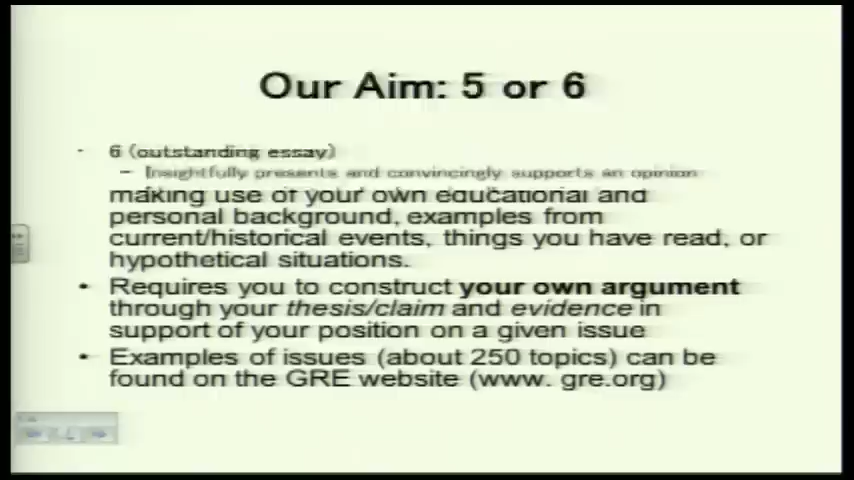 Our Aim: 5 or 6
• 6 (outstanding essay)
– Insightfully presents and convincingly supports an opinion
making use of your own educational and
personal background, examples from
current/historical events, things you have read, or
hypothetical situations.
• Requires you to construct your own argument
through your thesis/claim and evidence in
support of your position on a given issue
• Examples of issues (about 250 topics) can be
found on the GRE website (www. gre.org)